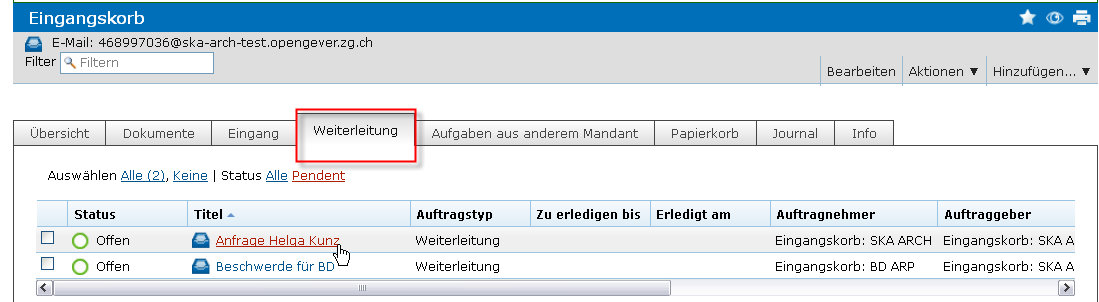 Eingangskorb
E-Mail: 468997036@ska-arch-test.opengever.zg.ch
Filter Filtern
Bearbeiten Aktionen ▼ Hinzufügen... ▼
Übersicht Dokumente Eingang Weiterleitung Aufgaben aus anderem Mandant Papierkorb Journal Info
Auswählen Alle (2), Keine | Status Alle Pendent
Status Titel Auftragstyp Zu erledigen bis Erledigt am Auftragnehmer Auftraggeber
Offen Anfrage Helga Kunz Weiterleitung Eingangskorb: SKA ARCH Eingangskorb: SKA A
Offen Beschwerde für BD Weiterleitung Eingangskorb: BD ARP Eingangskorb: SKA A